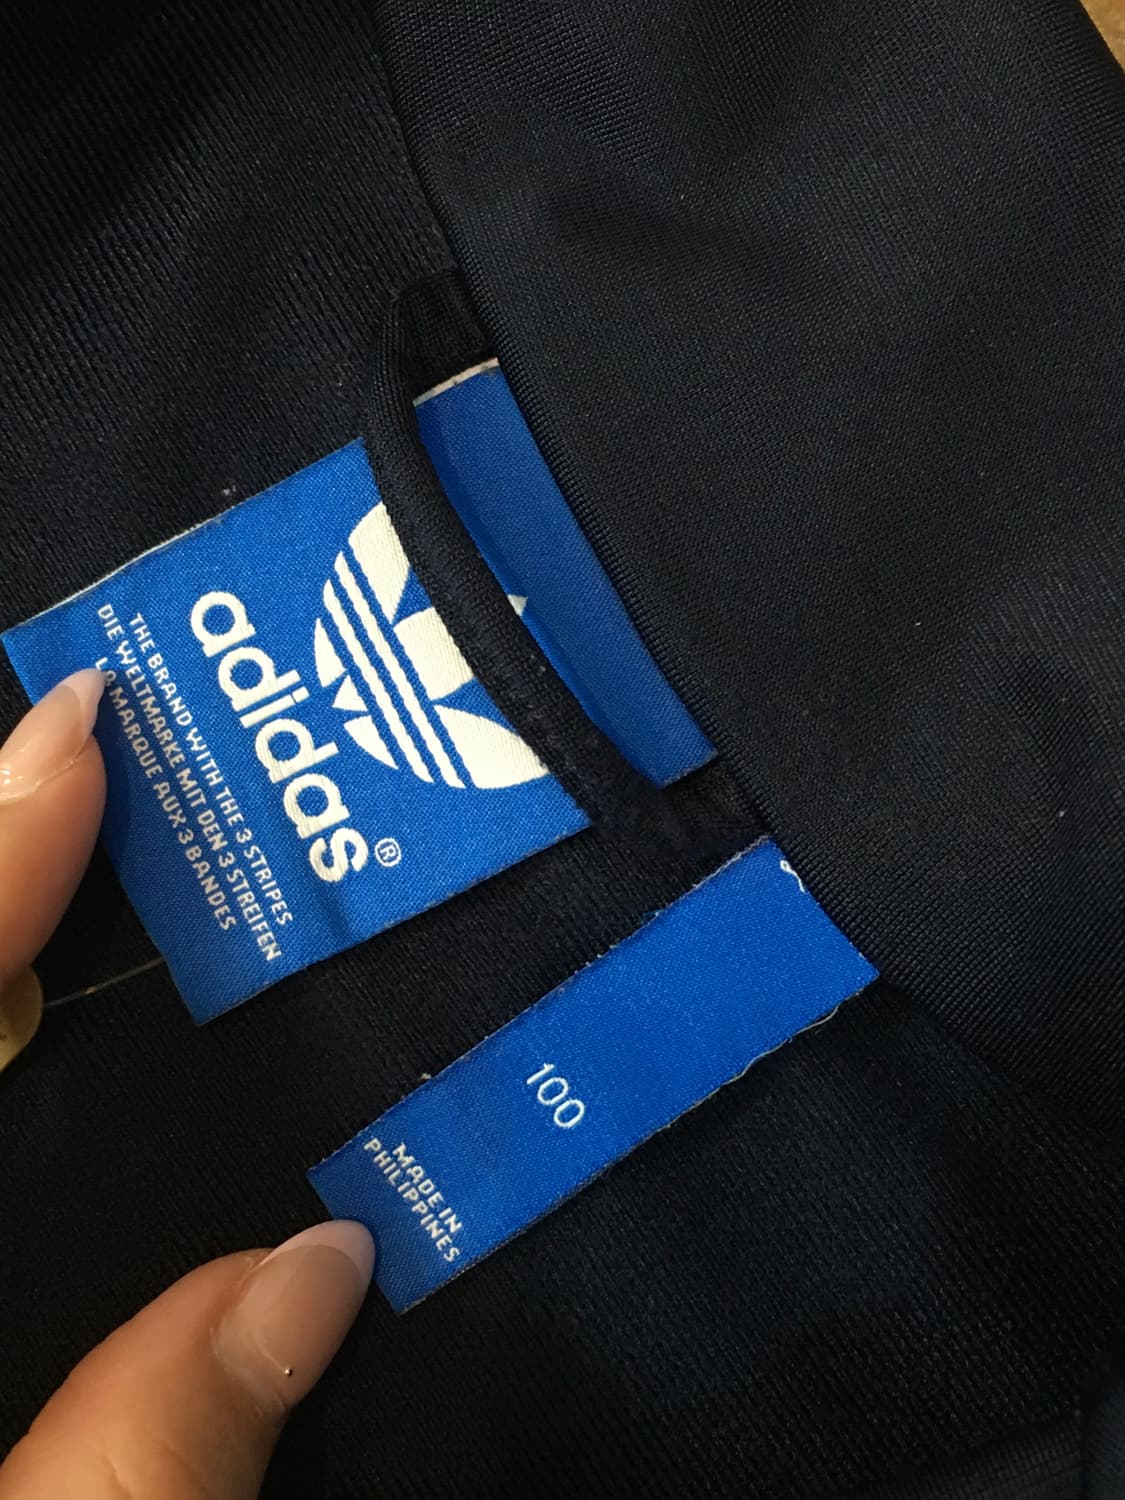 adidas®
THE BRAND WITH THE 3 STRIPES
DIE WELTMARKE MIT DEN 3 STREIFEN
LA MARQUE AUX 3 BANDES
100
MADE IN
PHILIPPINES